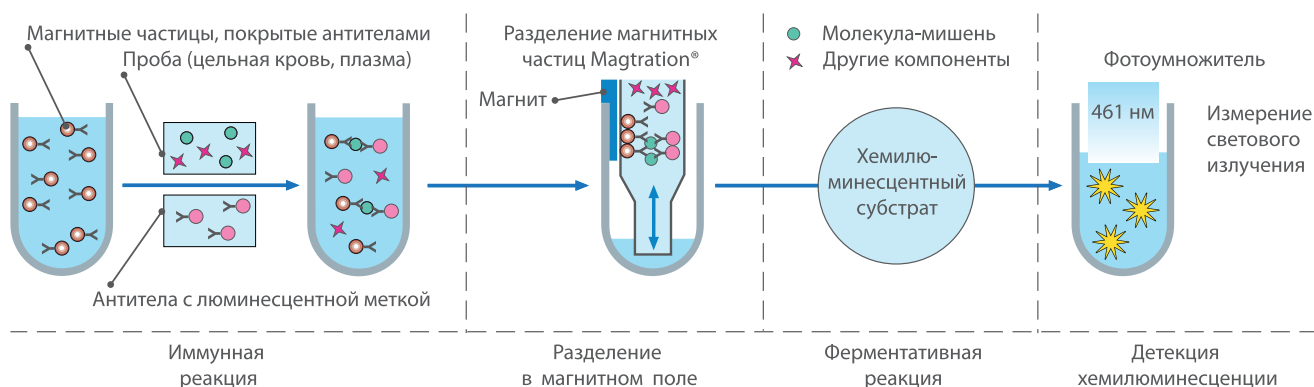 Магнитные частицы, покрытые антителами
Проба (цельная кровь, плазма)
Антитела с люминесцентной меткой
Иммунная
реакция
Разделение магнитных
частиц Magtration®
Магнит
Разделение
в магнитном поле
Молекула-мишень
Другие компоненты
Хемилю-
минесцентный
субстрат
Ферментативная
реакция
Фотоумножитель
461 нм
Измерение
светового
излучения
Детекция
хемилюминесценции